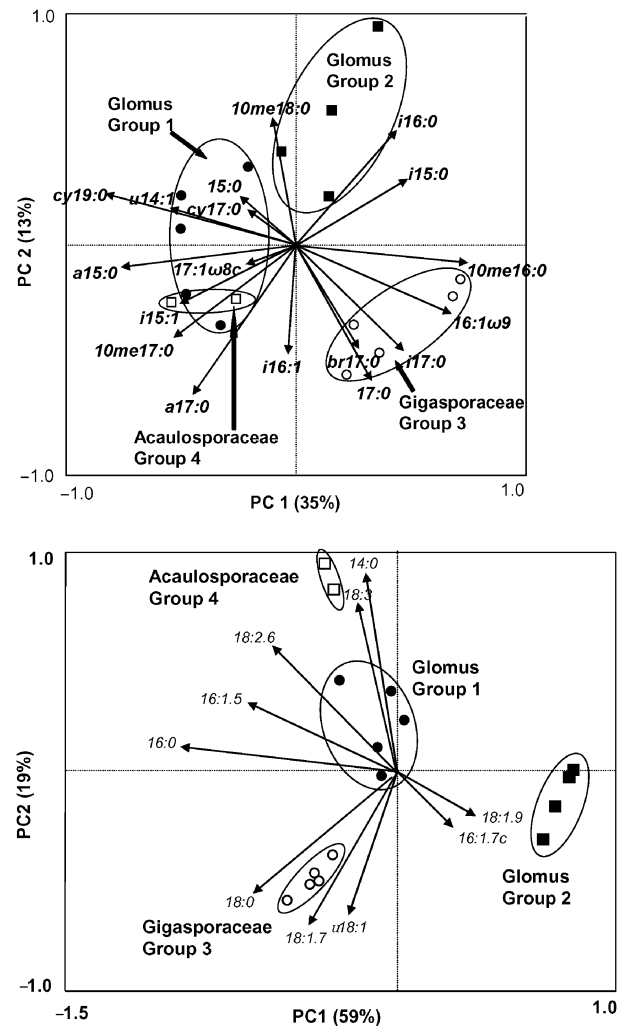 1.0
Glomus
Group 2
Glomus
Group 1
10me18:0
i16:0
i15:0
cy19:0
u14:1
15:0
cy17:0
PC 2 (13%)
a15:0
17:1ω8c
10me16:0
i15:1
16:1ω9
10me17:0
i16:1
br17:0
i17:0
17:0
a17:0
Gigasporaceae
Group 3
Acaulosporaceae
Group 4
−1.0
−1.0
PC 1 (35%)
1.0
1.0
Acaulosporaceae
Group 4
14:0
18:3
18:2.6
Glomus
Group 1
16:1.5
16:0
PC2 (19%)
18:1.9
16:1.7c
Glomus
Group 2
18:0
Gigasporaceae
Group 3
18:1.7
u18:1
−1.0
−1.5
PC1 (59%)
1.0